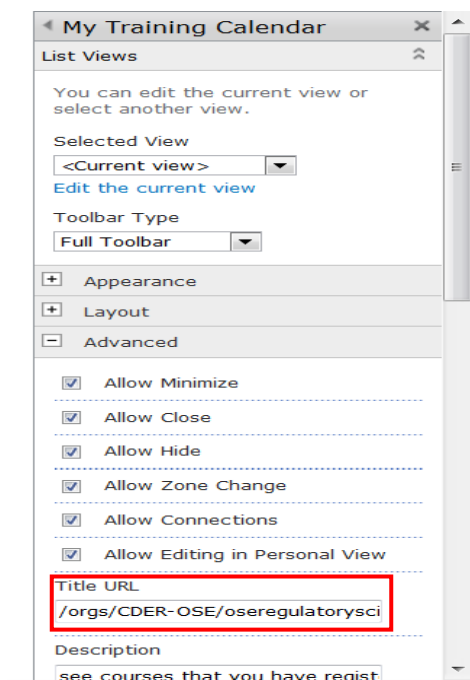 My Training Calendar
List Views
You can edit the current view or
select another view.
Selected View
<Current view>
Edit the current view
Toolbar Type
Full Toolbar
Appearance
Layout
Advanced
Allow Minimize
Allow Close
Allow Hide
Allow Zone Change
Allow Connections
Allow Editing in Personal View
Title URL
/orgs/CDER-OSE/oseregulatorysci
Description
see courses that you have regist